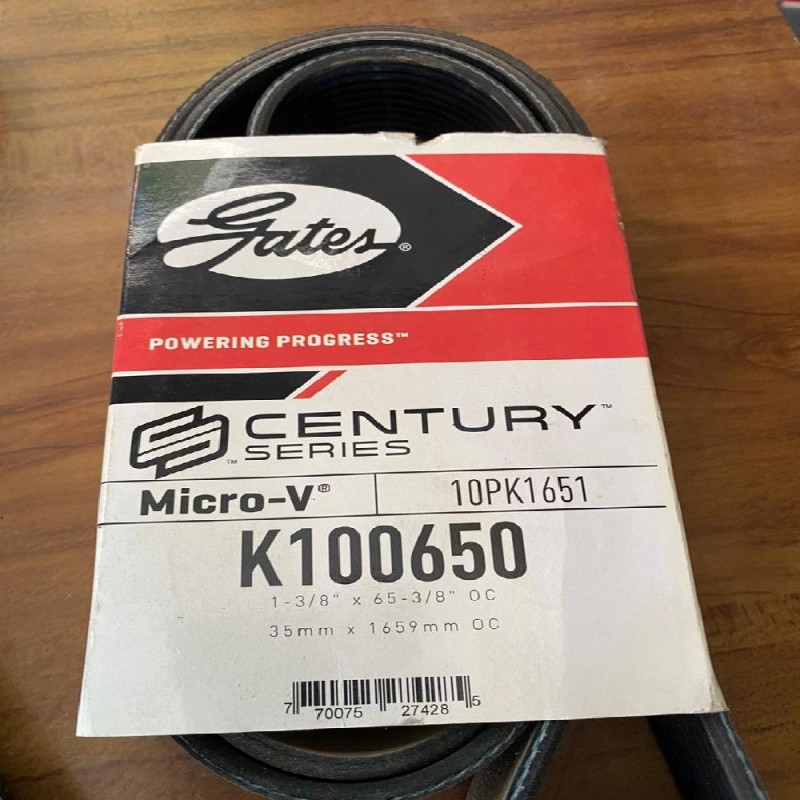 Gates®
POWERING PROGRESS™
CENTURY™
SERIES
™
Micro-V® 10PK1651
K100650
1-3/8" x 65-3/8" OC
35mm x 1659mm OC
7 70075 27428 5